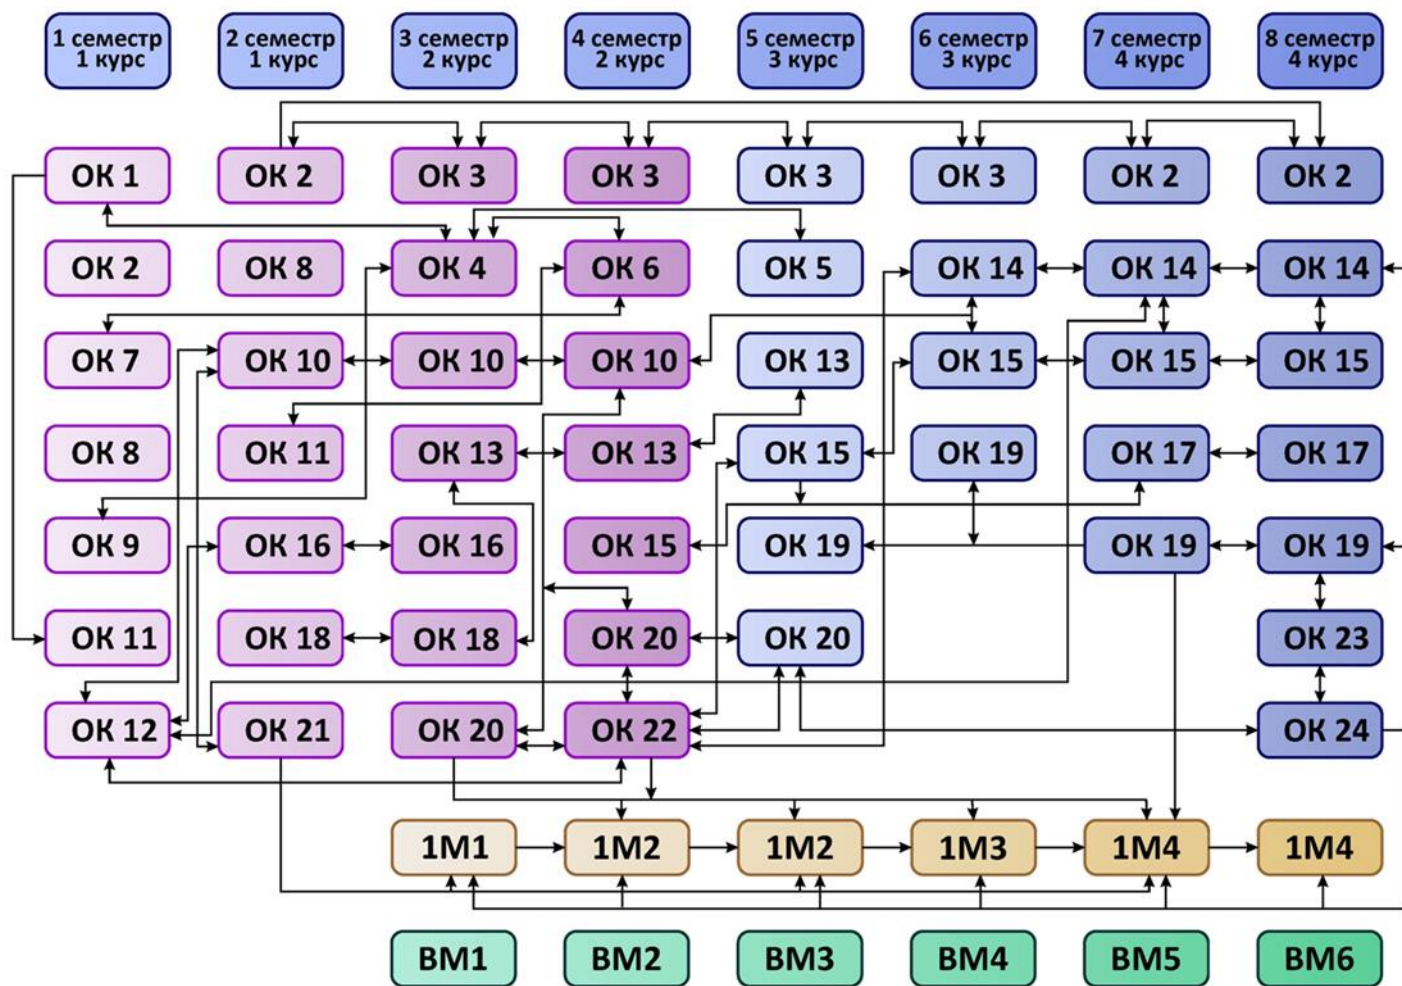 1 семестр
1 курс
2 семестр
1 курс
3 семестр
2 курс
4 семестр
2 курс
5 семестр
3 курс
6 семестр
3 курс
7 семестр
4 курс
8 семестр
4 курс
ОК 1
ОК 2
ОК 3
ОК 3
ОК 3
ОК 3
ОК 2
ОК 2
ОК 2
ОК 8
ОК 4
ОК 6
ОК 5
ОК 14
ОК 14
ОК 14
ОК 7
ОК 10
ОК 10
ОК 10
ОК 13
ОК 15
ОК 15
ОК 15
ОК 8
ОК 11
ОК 13
ОК 13
ОК 15
ОК 19
ОК 17
ОК 17
ОК 9
ОК 16
ОК 16
ОК 15
ОК 19
ОК 19
ОК 19
ОК 11
ОК 18
ОК 18
ОК 20
ОК 20
ОК 23
ОК 12
ОК 21
ОК 20
ОК 22
ОК 24
1М1
1М2
1М2
1М3
1М4
1М4
ВМ1
ВМ2
ВМ3
ВМ4
ВМ5
ВМ6